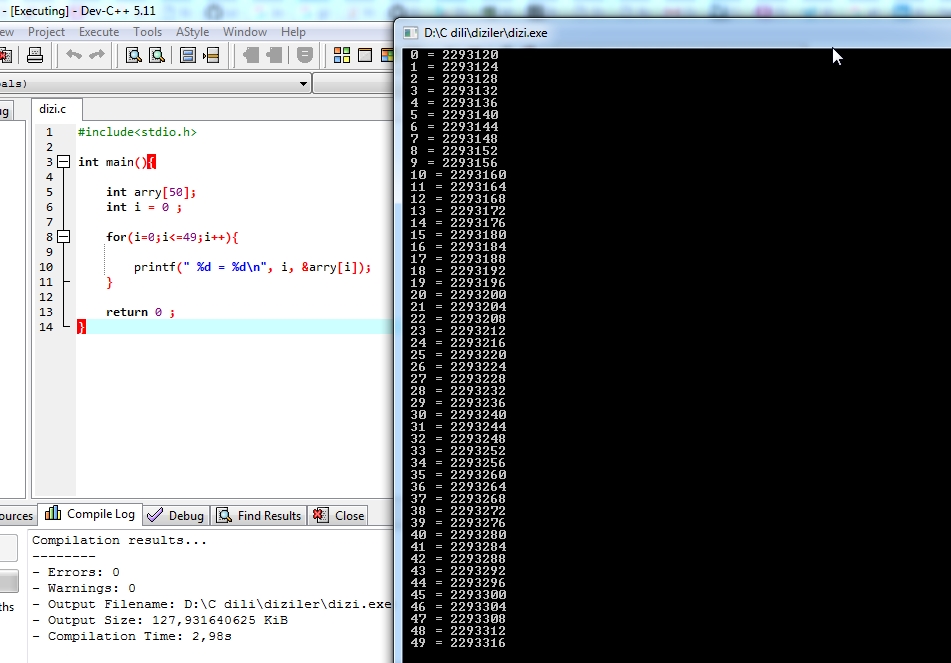 - [Executing] - Dev-C++ 5.11
ew Project Execute Tools AStyle Window Help
als)
ug
dizi.c
1 #include<stdio.h>
2
3 int main(){
4
5 int arry[50];
6 int i = 0 ;
7
8 for(i=0;i<=49;i++){
9
10 printf(" %d = %d\n", i, &arry[i]);
11 }
12
13 return 0 ;
14 }
ources Compile Log Debug Find Results Close
Compilation results...
--------
- Errors: 0
- Warnings: 0
- Output Filename: D:\C dili\diziler\dizi.exe
- Output Size: 127,931640625 KiB
- Compilation Time: 2,98s
ths
D:\C dili\diziler\dizi.exe
0 = 2293120
1 = 2293124
2 = 2293128
3 = 2293132
4 = 2293136
5 = 2293140
6 = 2293144
7 = 2293148
8 = 2293152
9 = 2293156
10 = 2293160
11 = 2293164
12 = 2293168
13 = 2293172
14 = 2293176
15 = 2293180
16 = 2293184
17 = 2293188
18 = 2293192
19 = 2293196
20 = 2293200
21 = 2293204
22 = 2293208
23 = 2293212
24 = 2293216
25 = 2293220
26 = 2293224
27 = 2293228
28 = 2293232
29 = 2293236
30 = 2293240
31 = 2293244
32 = 2293248
33 = 2293252
34 = 2293256
35 = 2293260
36 = 2293264
37 = 2293268
38 = 2293272
39 = 2293276
40 = 2293280
41 = 2293284
42 = 2293288
43 = 2293292
44 = 2293296
45 = 2293300
46 = 2293304
47 = 2293308
48 = 2293312
49 = 2293316